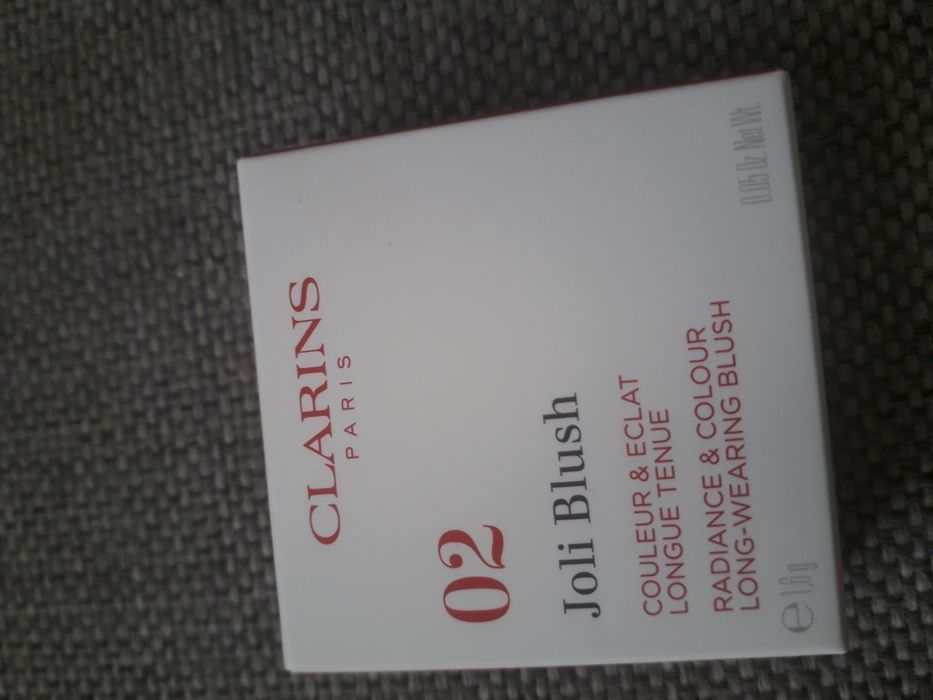 CLARINS
PARIS
02
Joli Blush
COULEUR & ECLAT
LONGUE TENUE
RADIANCE & COLOUR
LONG-WEARING BLUSH
℮ 1,6 g
0.05 Oz. Net Wt.